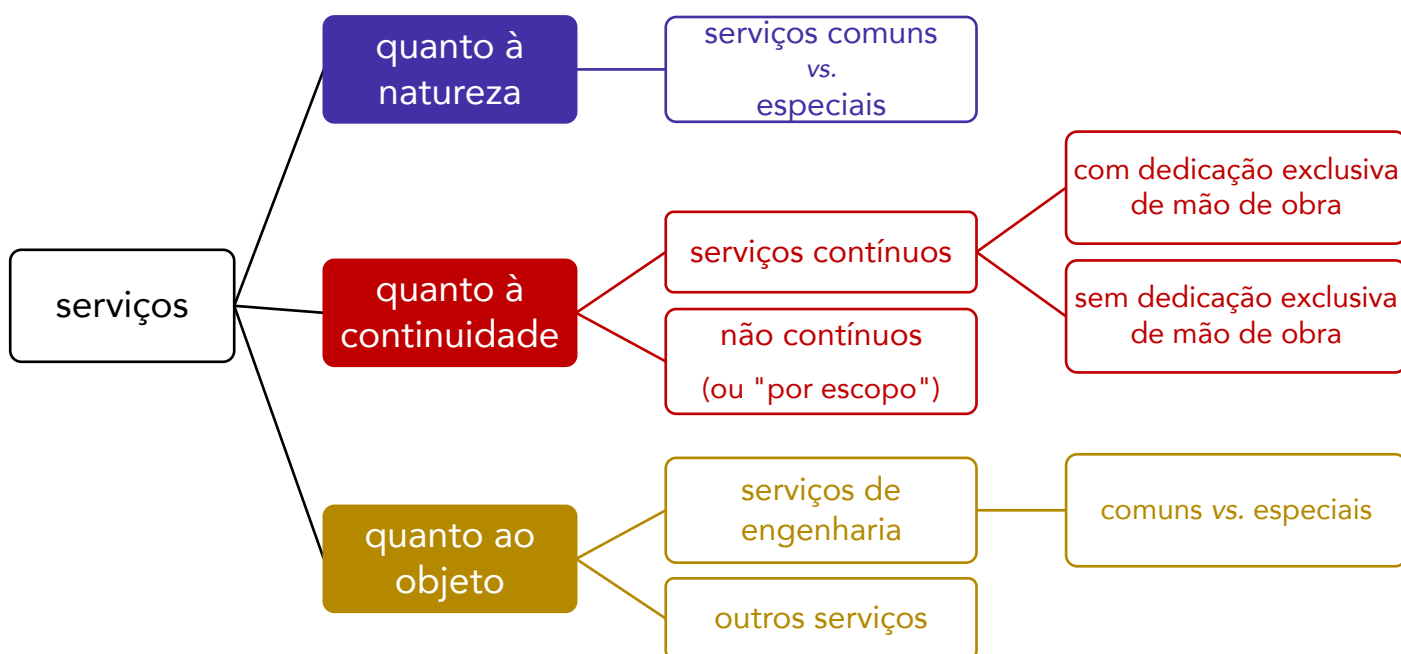 serviços
quanto à
natureza
serviços comuns
vs.
especiais
quanto à
continuidade
serviços contínuos
com dedicação exclusiva
de mão de obra
sem dedicação exclusiva
de mão de obra
não contínuos
(ou "por escopo")
quanto ao
objeto
serviços de
engenharia
comuns vs. especiais
outros serviços